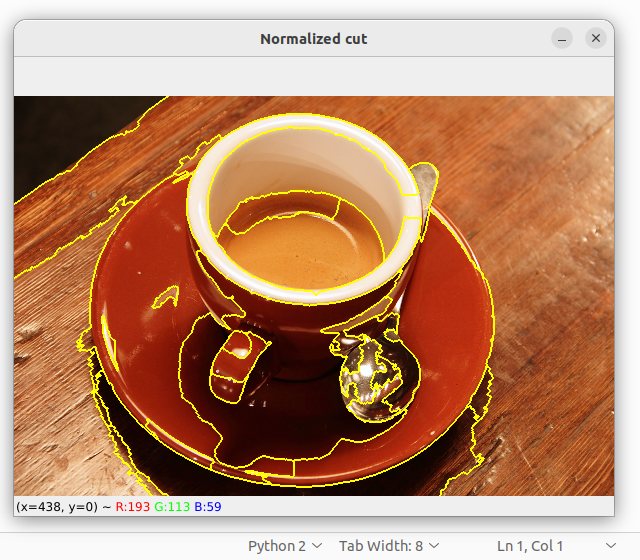 Normalized cut
(x=438, y=0) ~ R:193 G:113 B:59
Python 2 Tab Width: 8 Ln 1, Col 1